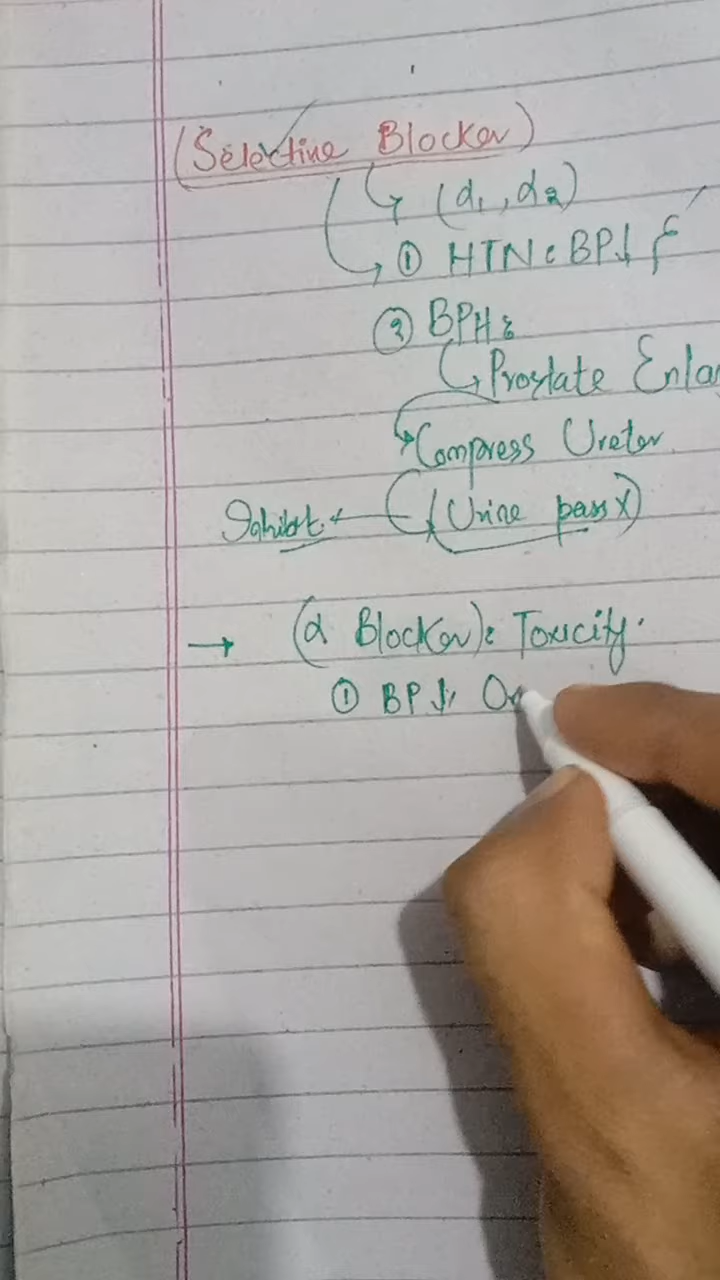 (Selective Blocker)
(α₁, α₂)
① HTN: BP↓
② BPH:
Prostate Enla
Compress Ureter.
Inhibit ← (Urine pass X)
→ (α Blocker): Toxicity.
① BP↓, O